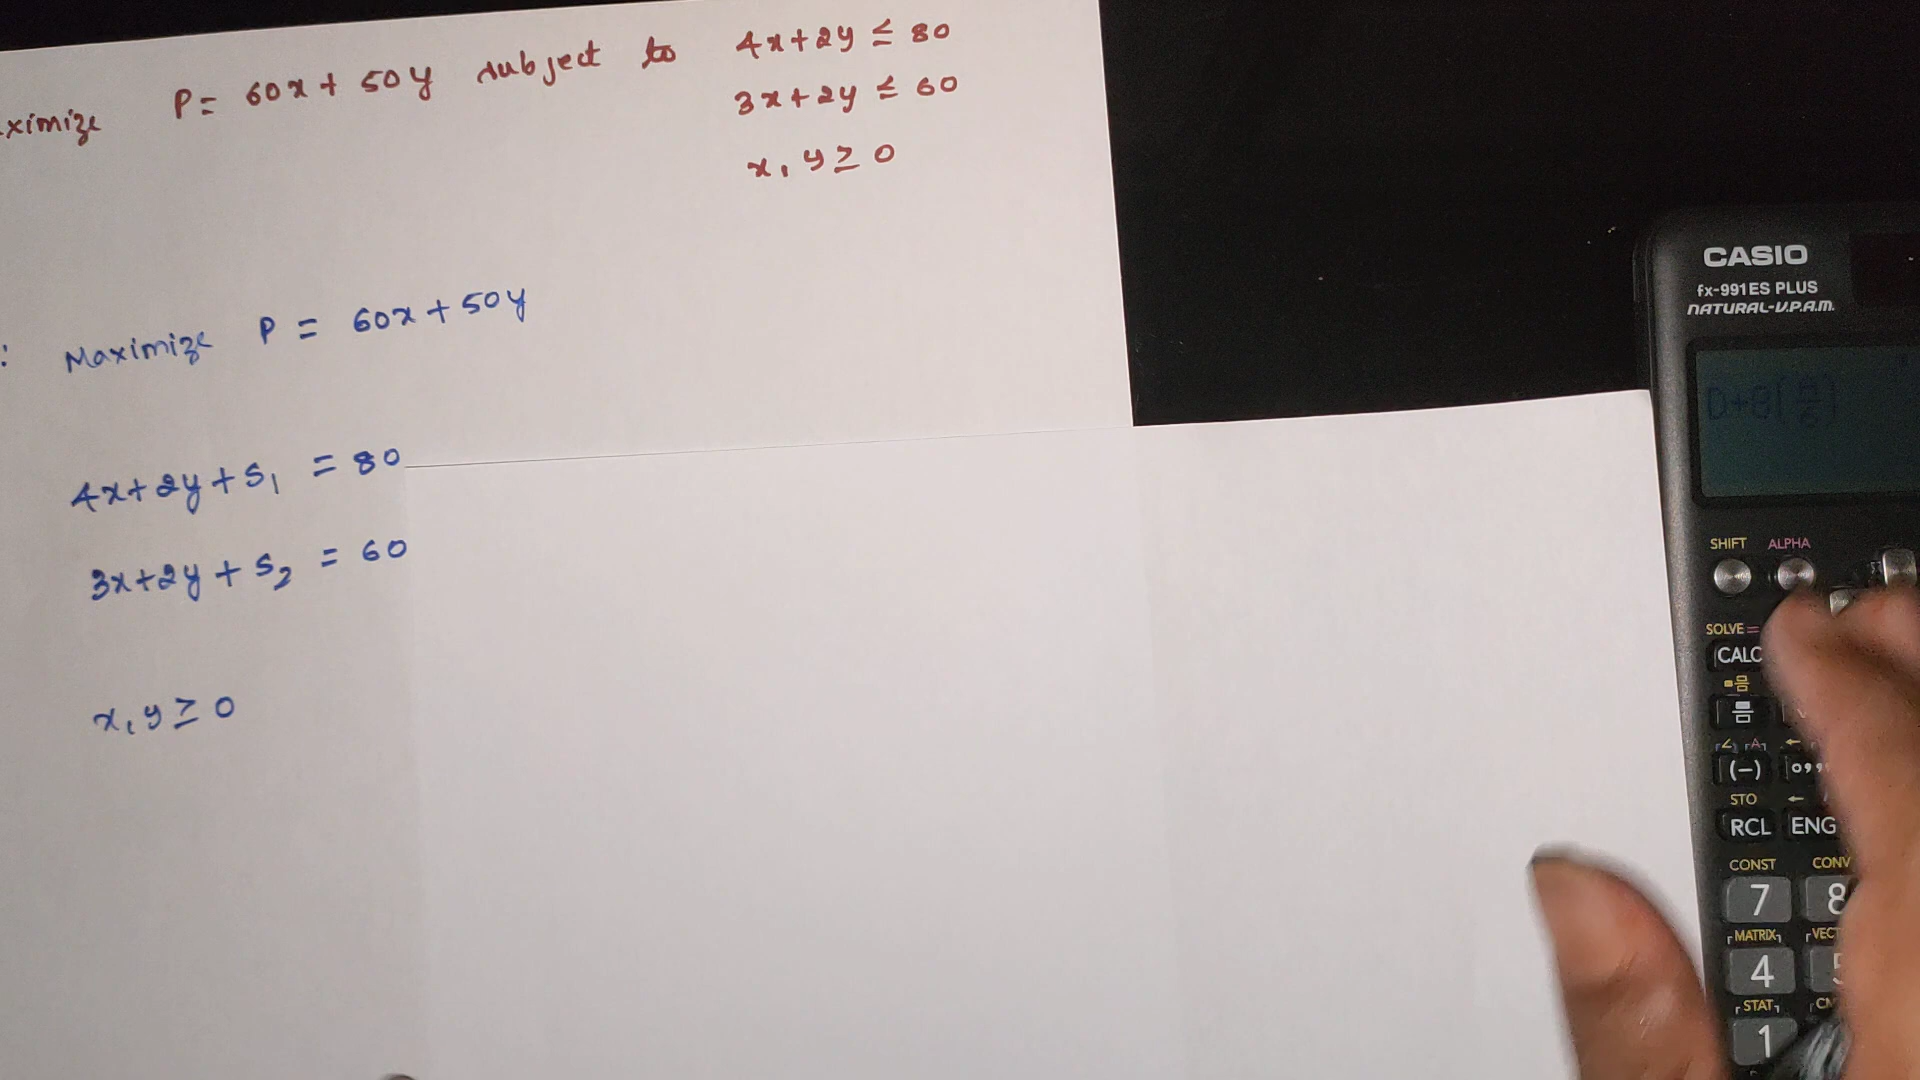 ximize P = 60x + 50y subject to 4x + 2y ≤ 80
3x + 2y ≤ 60
x, y ≥ 0
: Maximize P = 60x + 50y
4x + 2y + S₁ = 80
3x + 2y + S₂ = 60
x, y ≥ 0
CASIO
fx-991ES PLUS
NATURAL-V.P.A.M.
SHIFT ALPHA
SOLVE =
CALC
(−)
STO
RCL ENG
CONST CONV
7 8
MATRIX VECT
4 5
STAT
1